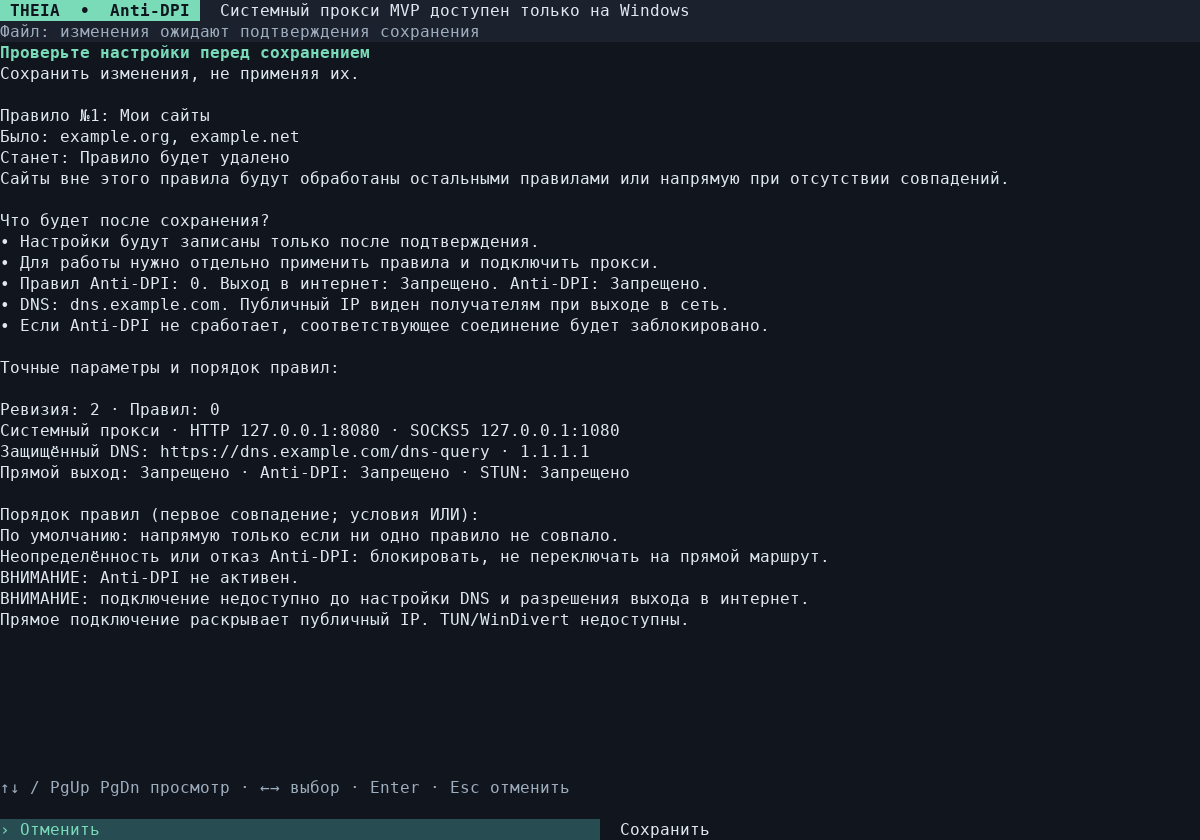 THEIA • Anti-DPI Системный прокси MVP доступен только на Windows
Файл: изменения ожидают подтверждения сохранения
Проверьте настройки перед сохранением
Сохранить изменения, не применяя их.
Правило №1: Мои сайты
Было: example.org, example.net
Станет: Правило будет удалено
Сайты вне этого правила будут обработаны остальными правилами или напрямую при отсутствии совпадений.
Что будет после сохранения?
• Настройки будут записаны только после подтверждения.
• Для работы нужно отдельно применить правила и подключить прокси.
• Правил Anti-DPI: 0. Выход в интернет: Запрещено. Anti-DPI: Запрещено.
• DNS: dns.example.com. Публичный IP виден получателям при выходе в сеть.
• Если Anti-DPI не сработает, соответствующее соединение будет заблокировано.
Точные параметры и порядок правил:
Ревизия: 2 · Правил: 0
Системный прокси · HTTP 127.0.0.1:8080 · SOCKS5 127.0.0.1:1080
Защищённый DNS: https://dns.example.com/dns-query · 1.1.1.1
Прямой выход: Запрещено · Anti-DPI: Запрещено · STUN: Запрещено
Порядок правил (первое совпадение; условия ИЛИ):
По умолчанию: напрямую только если ни одно правило не совпало.
Неопределённость или отказ Anti-DPI: блокировать, не переключать на прямой маршрут.
ВНИМАНИЕ: Anti-DPI не активен.
ВНИМАНИЕ: подключение недоступно до настройки DNS и разрешения выхода в интернет.
Прямое подключение раскрывает публичный IP. TUN/WinDivert недоступны.
↑↓ / PgUp PgDn просмотр · ←→ выбор · Enter · Esc отменить
› Отменить Сохранить